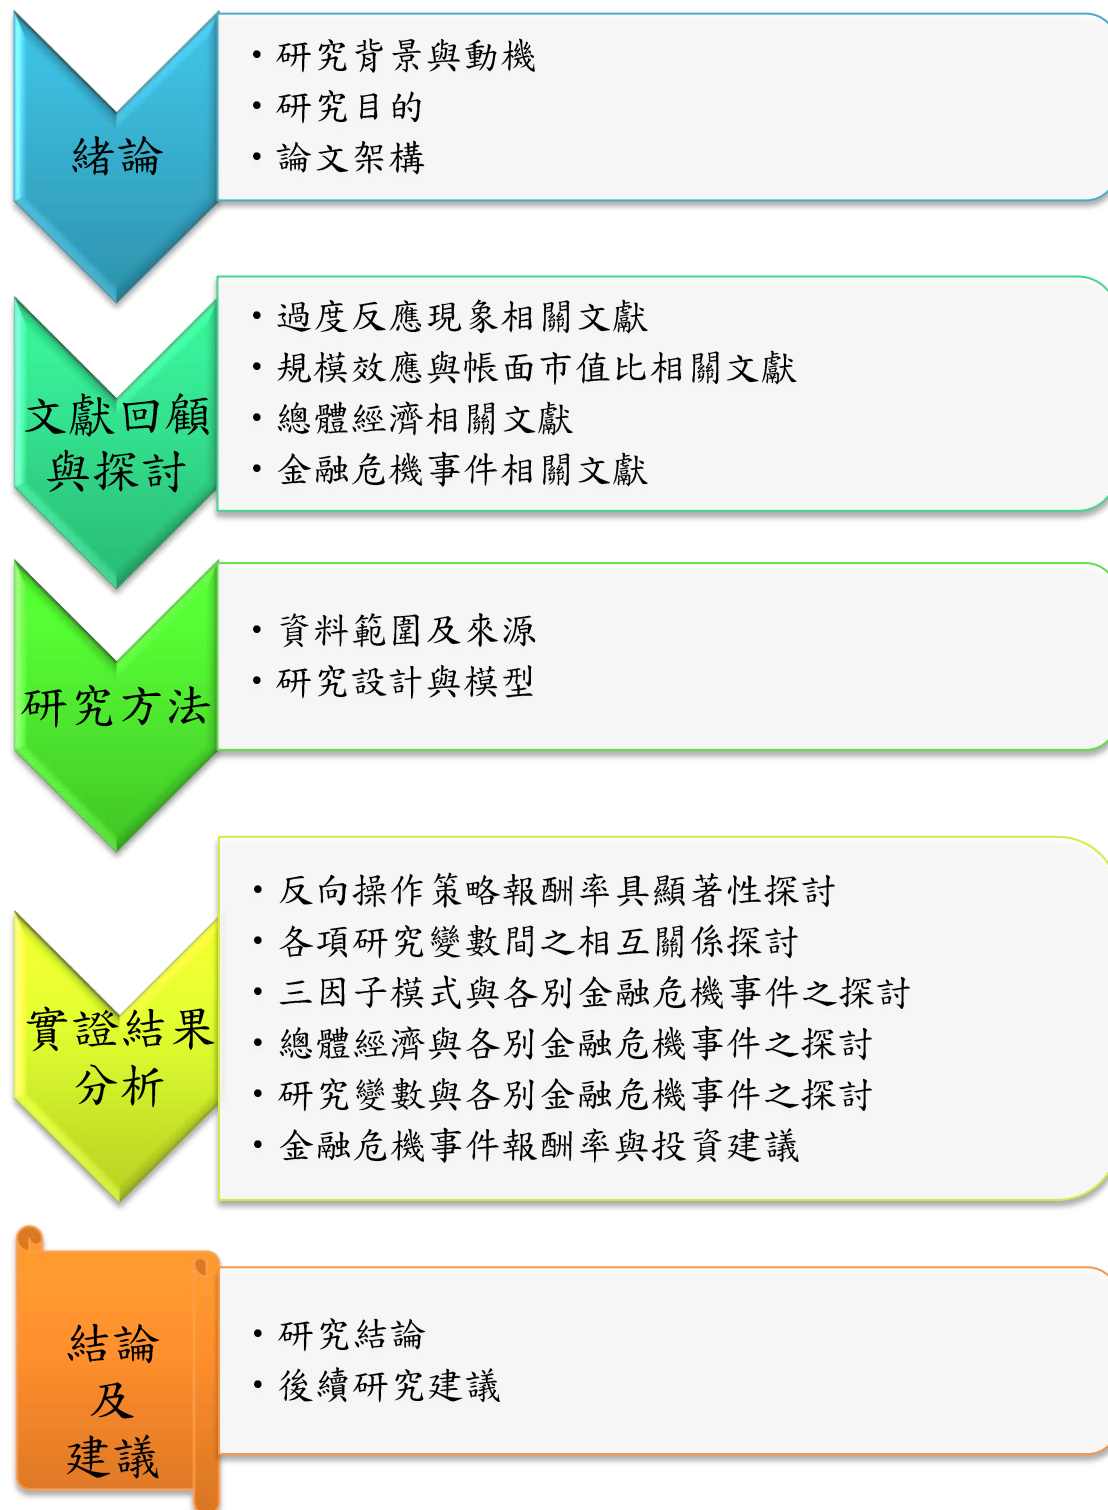 緒論
・研究背景與動機
・研究目的
・論文架構
文獻回顧
與探討
・過度反應現象相關文獻
・規模效應與帳面市值比相關文獻
・總體經濟相關文獻
・金融危機事件相關文獻
研究方法
・資料範圍及來源
・研究設計與模型
實證結果
分析
・反向操作策略報酬率具顯著性探討
・各項研究變數間之相互關係探討
・三因子模式與各別金融危機事件之探討
・總體經濟與各別金融危機事件之探討
・研究變數與各別金融危機事件之探討
・金融危機事件報酬率與投資建議
結論
及
建議
・研究結論
・後續研究建議